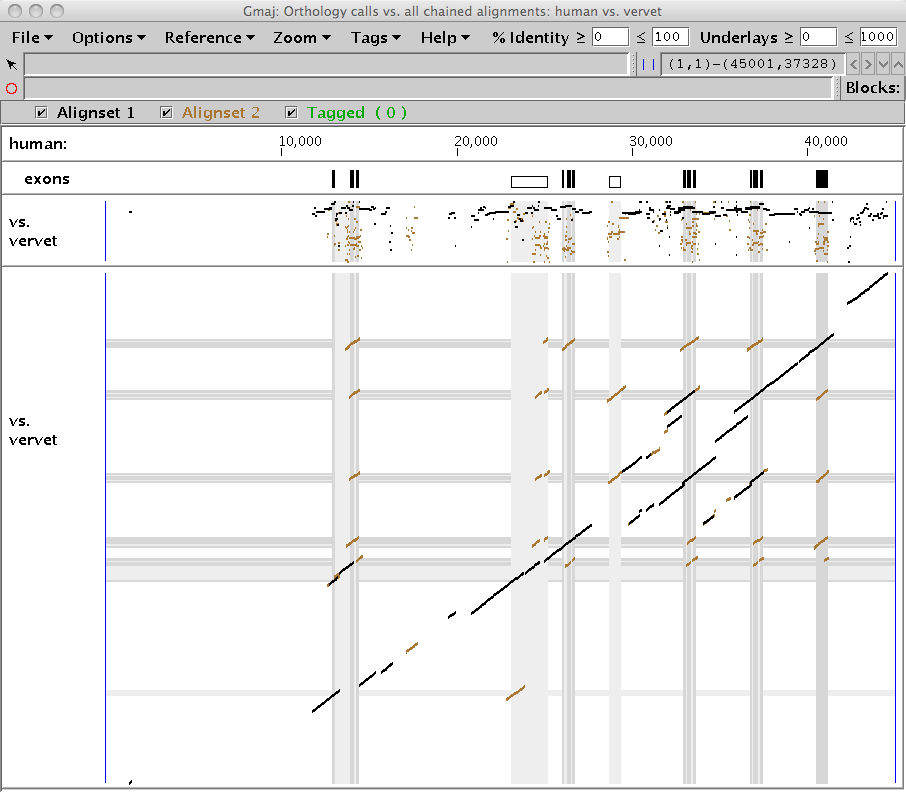 Gmaj: Orthology calls vs. all chained alignments: human vs. vervet
File Options Reference Zoom Tags Help % Identity ≥ 0 ≤ 100 Underlays ≥ 0 ≤ 1000
|| (1,1)-(45001,37328) < >
Blocks:
Alignset 1 Alignset 2 Tagged ( 0 )
human: 10,000 20,000 30,000 40,000
exons
vs.
vervet
vs.
vervet